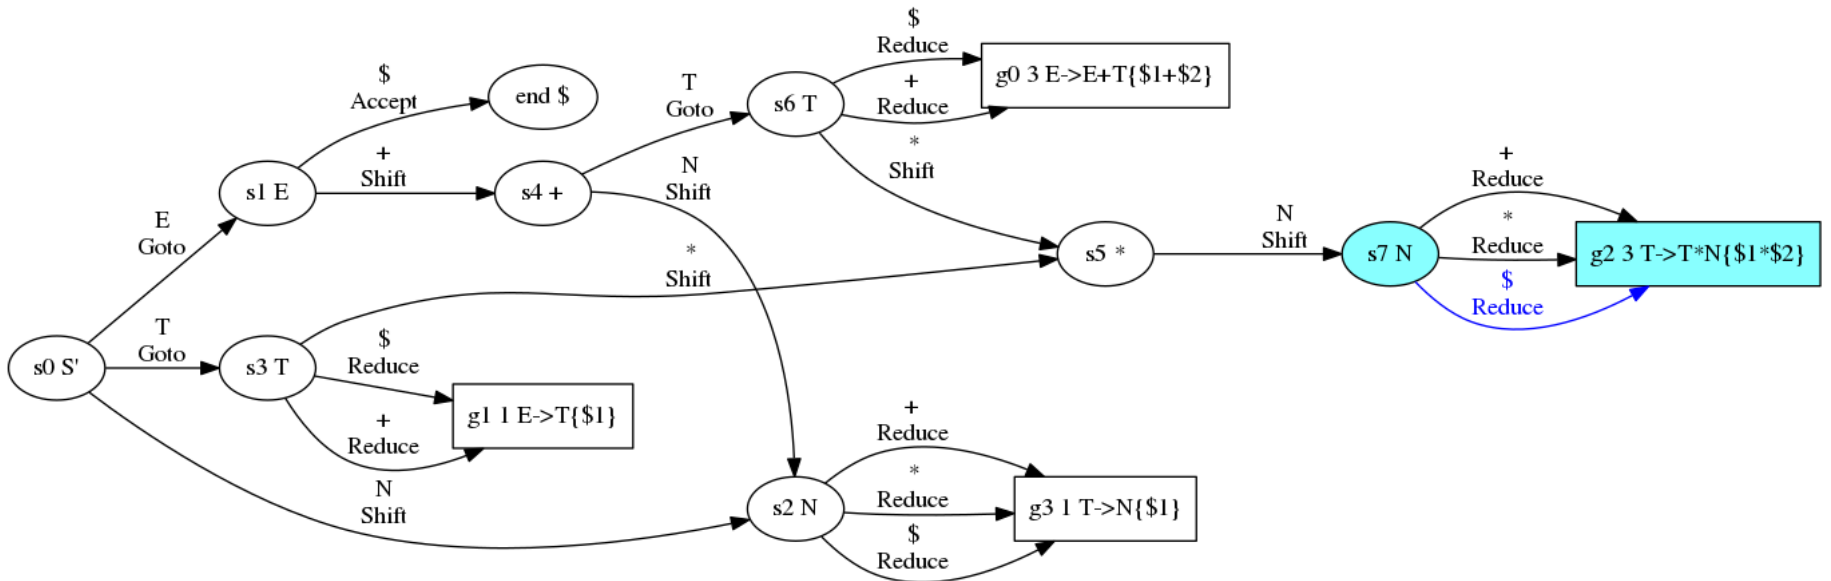 $
Reduce
g0 3 E->E+T{$1+$2}
+
Reduce
s6 T
T
Goto
$
Accept
end $
*
Shift
+
Shift
s1 E
s4 +
N
Shift
+
Reduce
E
Goto
*
Shift
s5 *
N
Shift
s7 N
*
Reduce
g2 3 T->T*N{$1*$2}
$
Reduce
s0 S'
T
Goto
s3 T
$
Reduce
g1 1 E->T{$1}
+
Reduce
+
Reduce
N
Shift
s2 N
*
Reduce
g3 1 T->N{$1}
$
Reduce